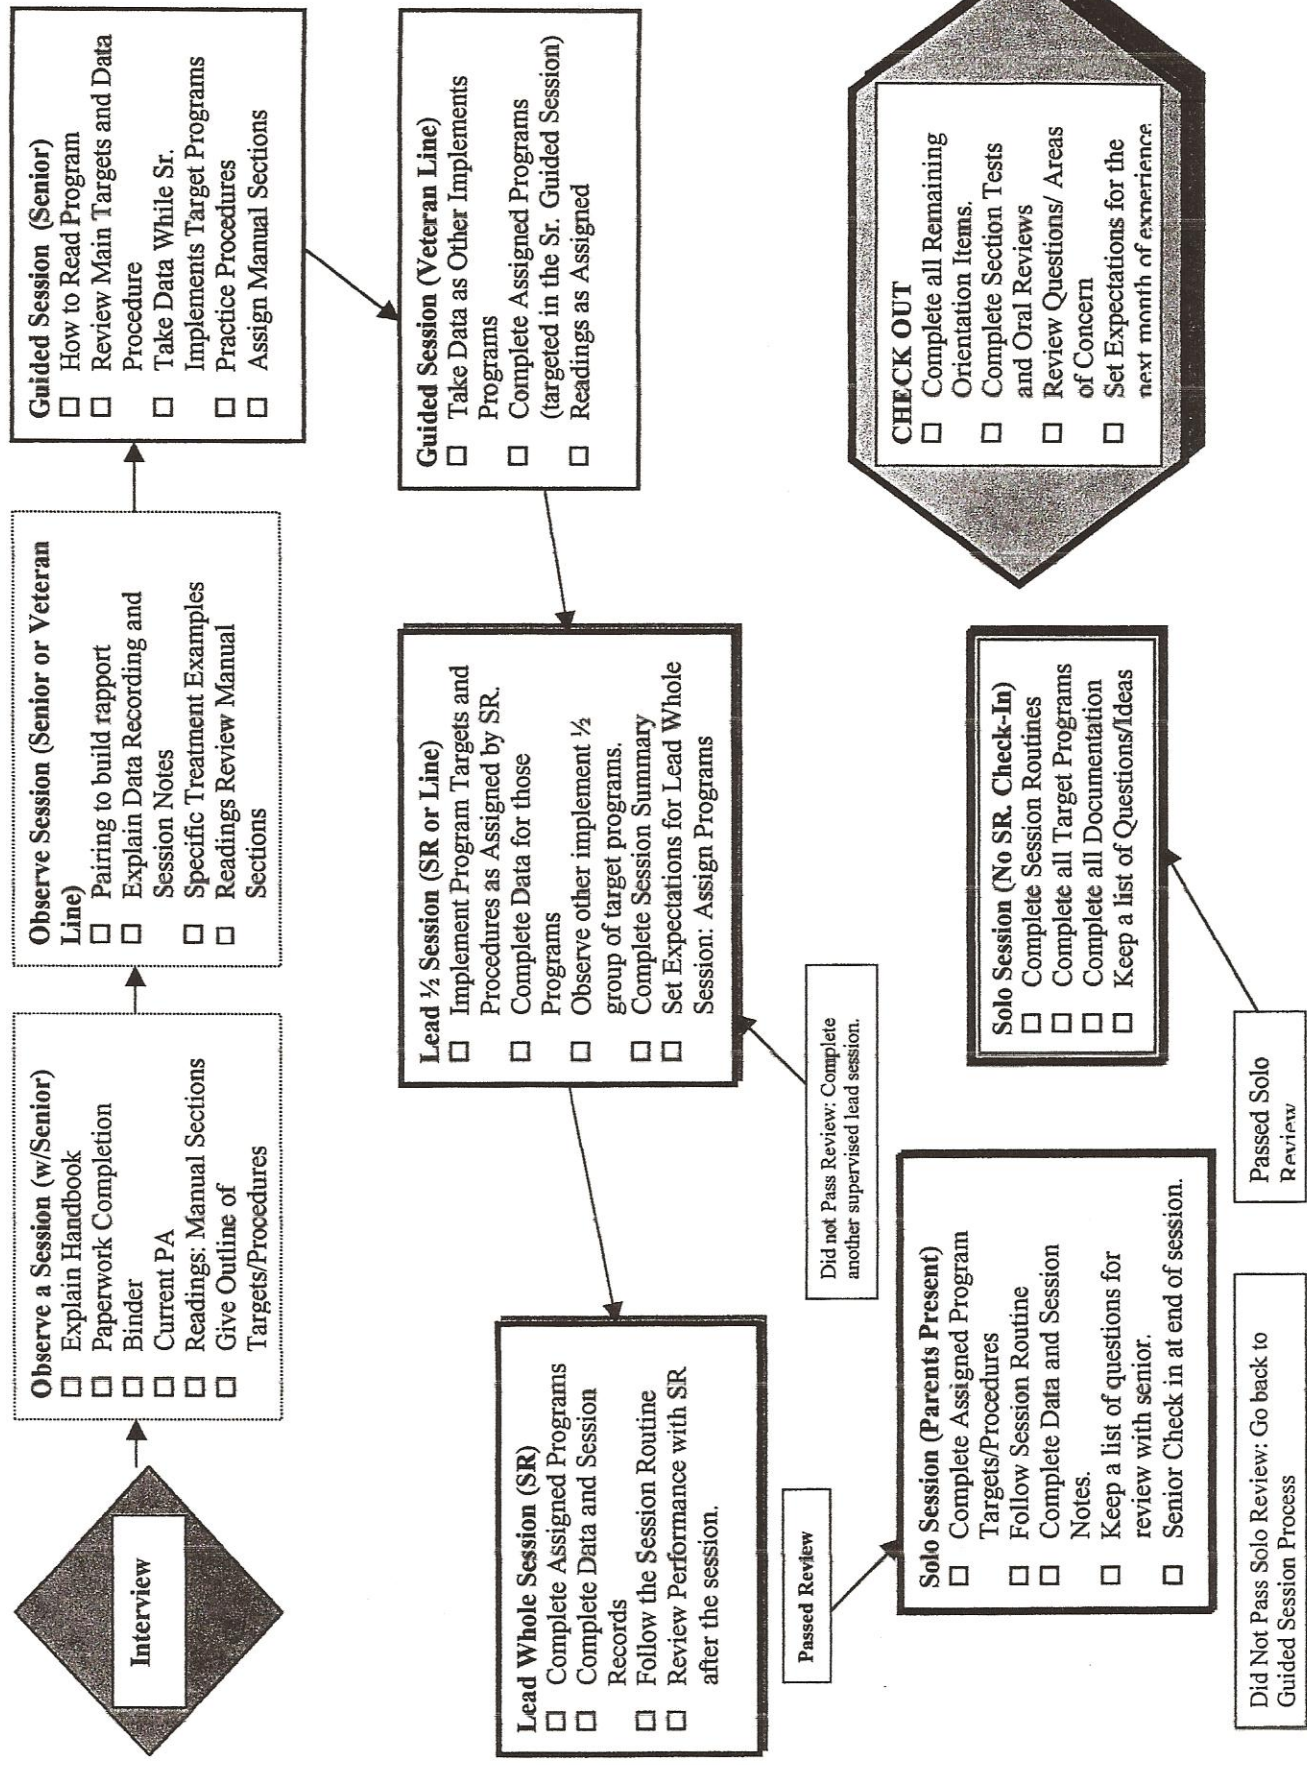 Interview
Observe a Session (w/Senior)
☐ Explain Handbook
☐ Paperwork Completion
☐ Binder
☐ Current PA
☐ Readings: Manual Sections
☐ Give Outline of
Targets/Procedures
Observe Session (Senior or Veteran
Line)
☐ Pairing to build rapport
☐ Explain Data Recording and
Session Notes
☐ Specific Treatment Examples
☐ Readings Review Manual
Sections
Guided Session (Senior)
☐ How to Read Program
☐ Review Main Targets and Data
Procedure
☐ Take Data While Sr.
Implements Target Programs
☐ Practice Procedures
☐ Assign Manual Sections
Guided Session (Veteran Line)
☐ Take Data as Other Implements
Programs
☐ Complete Assigned Programs
(targeted in the Sr. Guided Session)
☐ Readings as Assigned
Lead ½ Session (SR or Line)
☐ Implement Program Targets and
Procedures as Assigned by SR.
☐ Complete Data for those
Programs
☐ Observe other implement ½
group of target programs.
☐ Complete Session Summary
☐ Set Expectations for Lead Whole
Session: Assign Programs
Lead Whole Session (SR)
☐ Complete Assigned Programs
☐ Complete Data and Session
Records
☐ Follow the Session Routine
☐ Review Performance with SR
after the session.
Did not Pass Review: Complete
another supervised lead session.
Passed Review
Solo Session (Parents Present)
☐ Complete Assigned Program
Targets/Procedures
☐ Follow Session Routine
☐ Complete Data and Session
Notes.
☐ Keep a list of questions for
review with senior.
☐ Senior Check in at end of session.
Did Not Pass Solo Review: Go back to
Guided Session Process
Passed Solo
Review
Solo Session (No SR. Check-In)
☐ Complete Session Routines
☐ Complete all Target Programs
☐ Complete all Documentation
☐ Keep a list of Questions/Ideas
CHECK OUT
☐ Complete all Remaining
Orientation Items.
☐ Complete Section Tests
and Oral Reviews
☐ Review Questions/ Areas
of Concern
☐ Set Expectations for the
next month of experience.